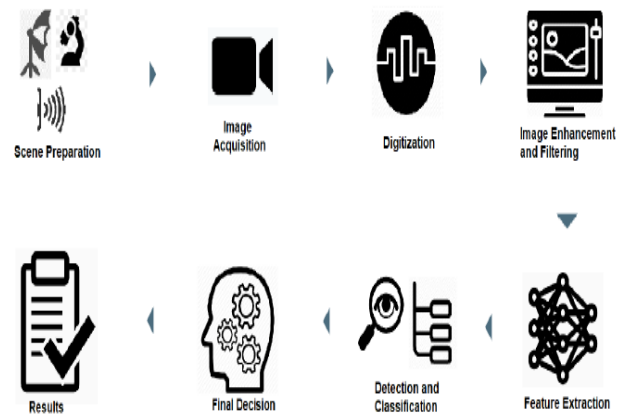 Scene Preparation
Image
Acquisition
Digitization
Image Enhancement
and Filtering
Results
Final Decision
Detection and
Classification
Feature Extraction